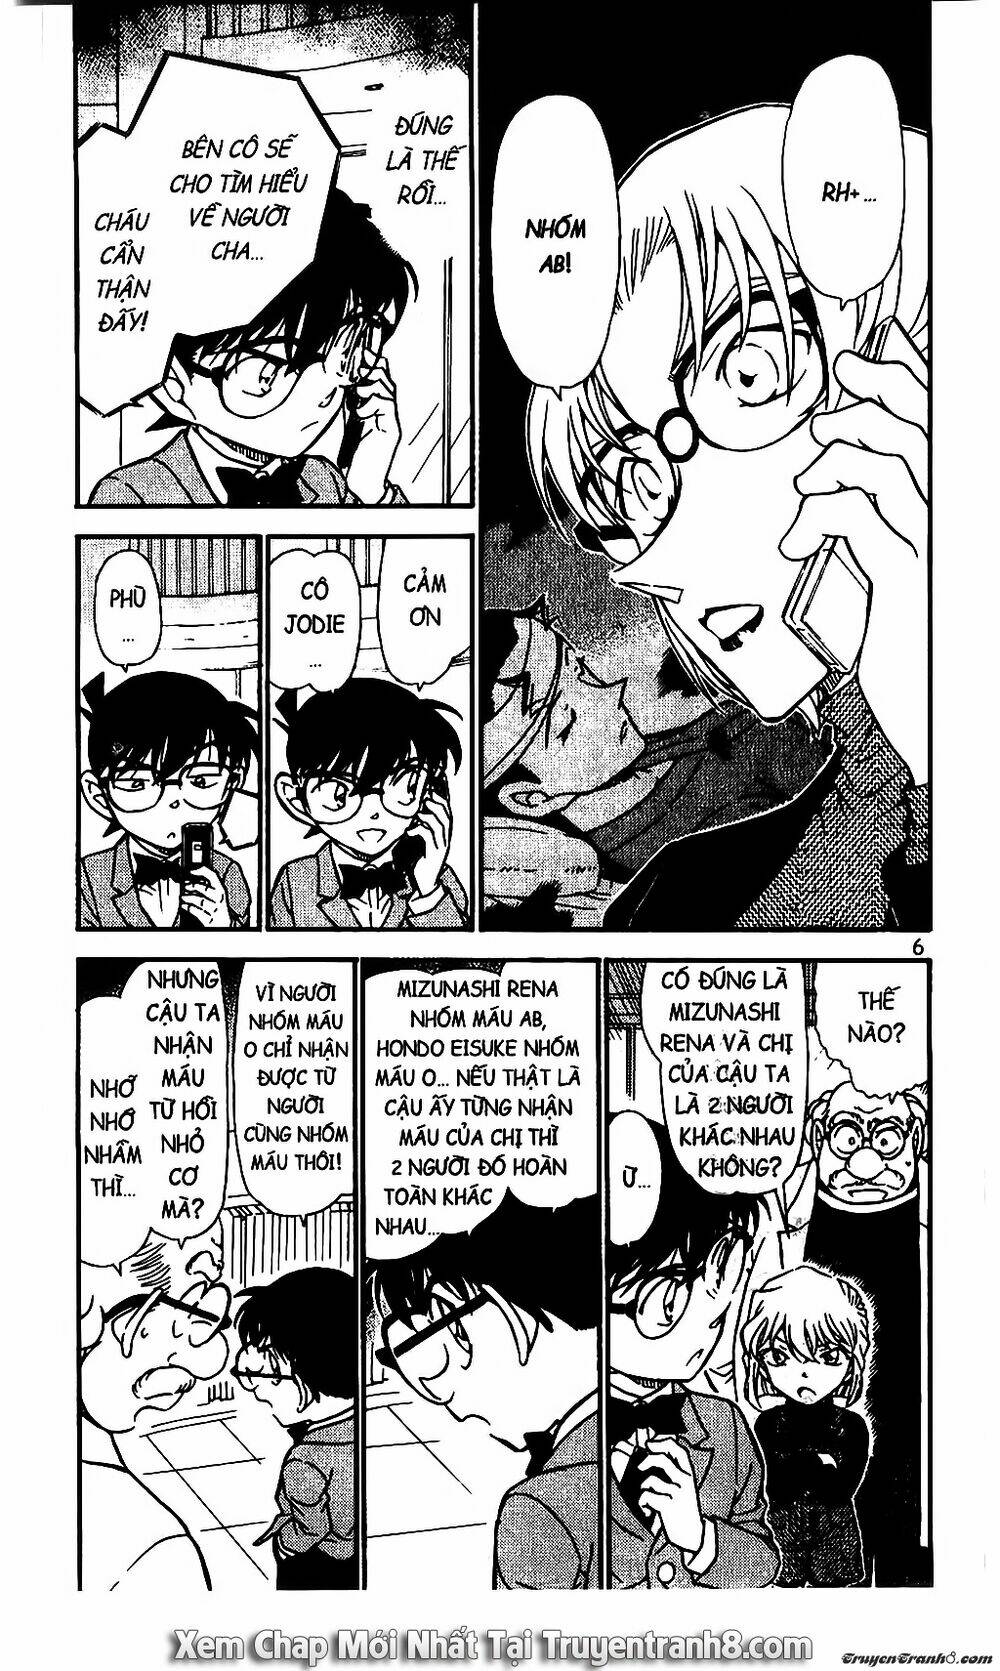 RH+...
NHÓM
AB!
ĐÚNG
LÀ THẾ
RỒI...
BÊN CÔ SẼ
CHO TÌM HIỂU
VỀ NGƯỜI
CHA...
CHÁU
CẨN
THẬN
ĐẤY!
CẢM
ƠN
CÔ
JODIE
...
PHÙ
...
6
THẾ
NÀO?
CÓ ĐÚNG LÀ
MIZUNASHI
RENA VÀ CHỊ
CỦA CẬU TA
LÀ 2 NGƯỜI
KHÁC NHAU
KHÔNG?
Ừ...
MIZUNASHI RENA
NHÓM MÁU AB,
HONDO EISUKE NHÓM
MÁU O... NẾU THẬT LÀ
CẬU ẤY TỪNG NHẬN
MÁU CỦA CHỊ THÌ
2 NGƯỜI ĐÓ HOÀN
TOÀN KHÁC
NHAU....
VÌ NGƯỜI
NHÓM MÁU
O CHỈ NHẬN
ĐƯỢC TỪ
NGƯỜI
CÙNG NHÓM
MÁU THÔI!
NHƯNG
CẬU TA
NHẬN
MÁU
TỪ HỒI
NHỎ
CƠ
MÀ?
NHỠ
NHỚ
NHẦM
THÌ...
Xem Chap Mới Nhất Tại Truyentranh8.com
TruyenTranh8.com